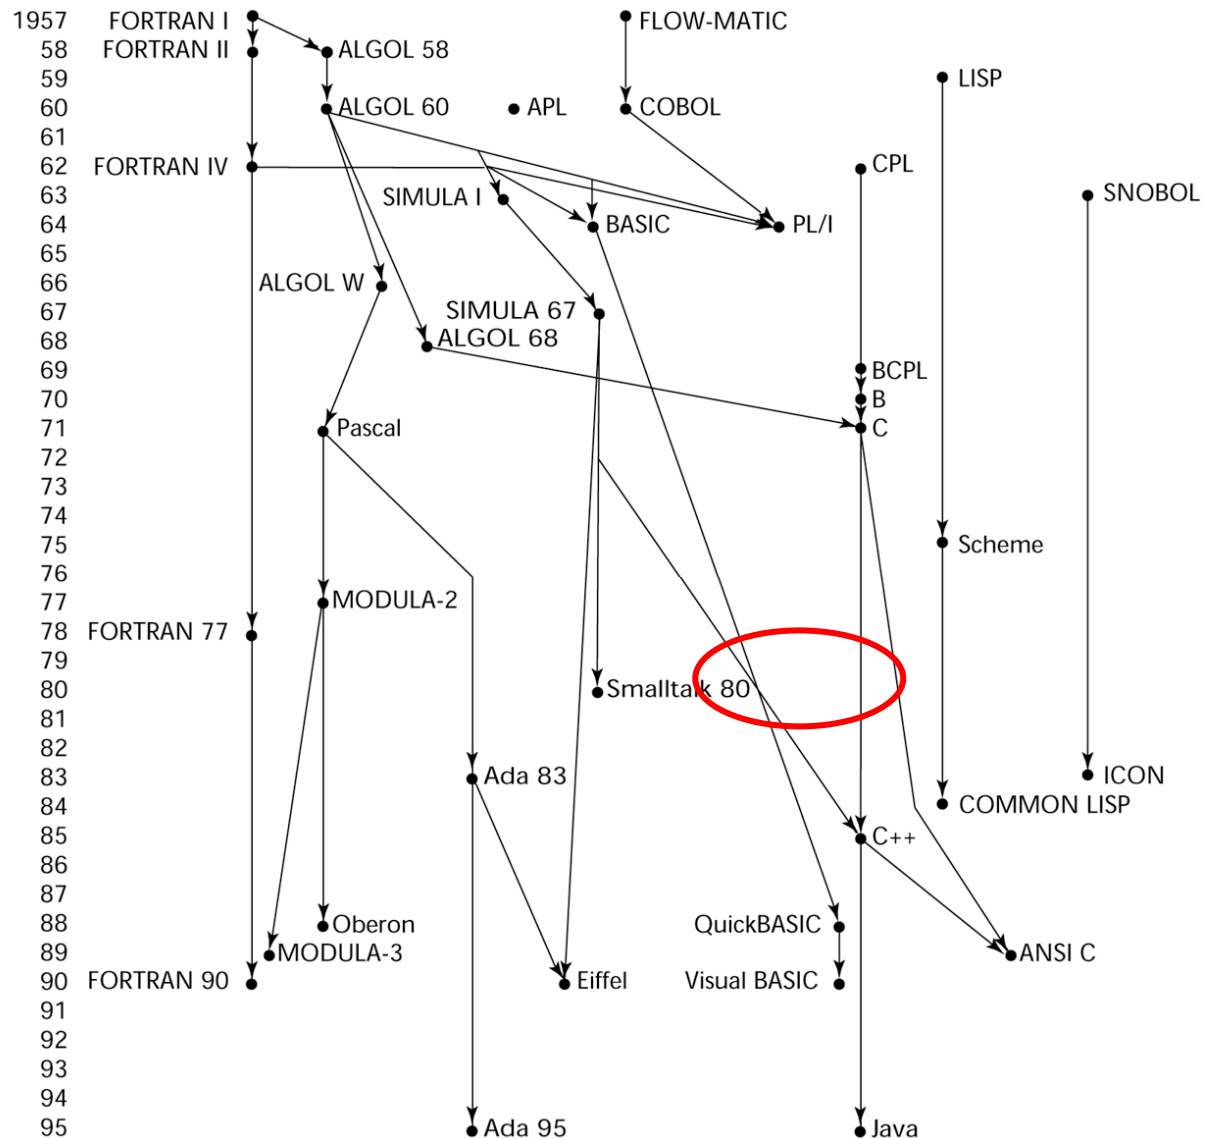 1957 FORTRAN I FLOW-MATIC
58 FORTRAN II ALGOL 58
59 LISP
60 ALGOL 60 APL COBOL
61
62 FORTRAN IV CPL
63 SIMULA I SNOBOL
64 BASIC PL/I
65
66 ALGOL W
67 SIMULA 67
68 ALGOL 68
69 BCPL
70 B
71 Pascal C
72
73
74
75 Scheme
76
77 MODULA-2
78 FORTRAN 77
79
80 Smalltalk 80
81
82
83 Ada 83 ICON
84 COMMON LISP
85 C++
86
87
88 Oberon QuickBASIC
89 MODULA-3 ANSI C
90 FORTRAN 90 Eiffel Visual BASIC
91
92
93
94
95 Ada 95 Java